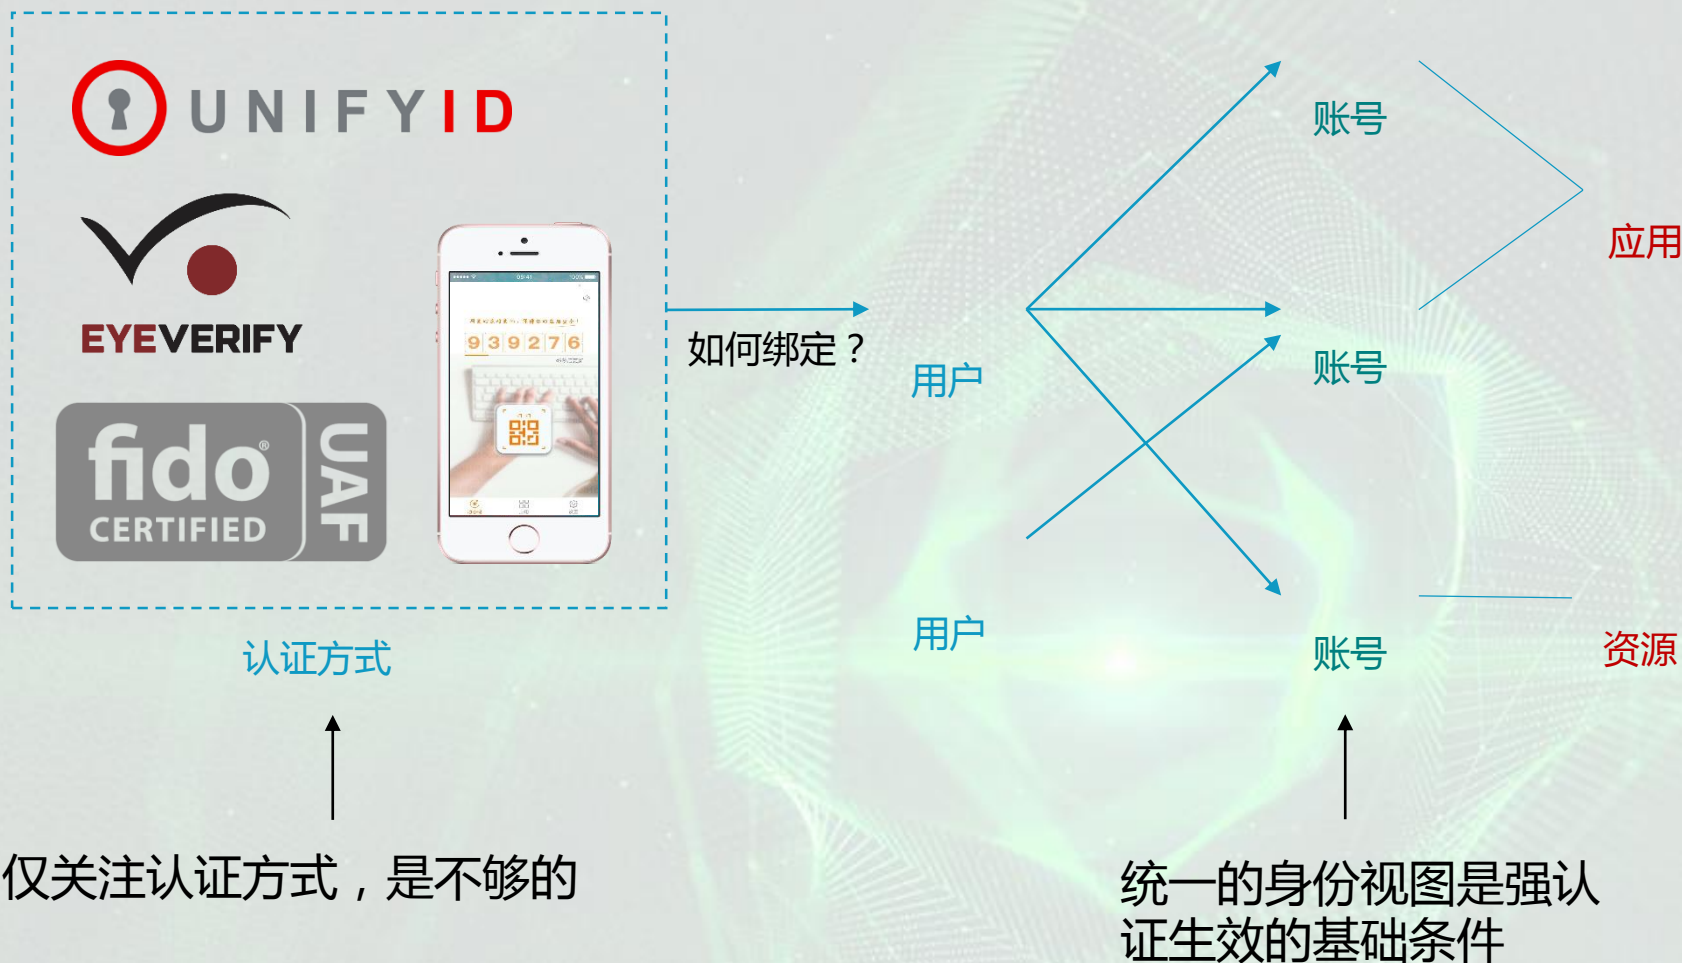 UNIFYID
EYEVERIFY
fido®
CERTIFIED
UAF
09:41
100%
939276
认证方式
仅关注认证方式，是不够的
如何绑定？
用户
用户
账号
账号
账号
应用
资源
统一的身份视图是强认
证生效的基础条件